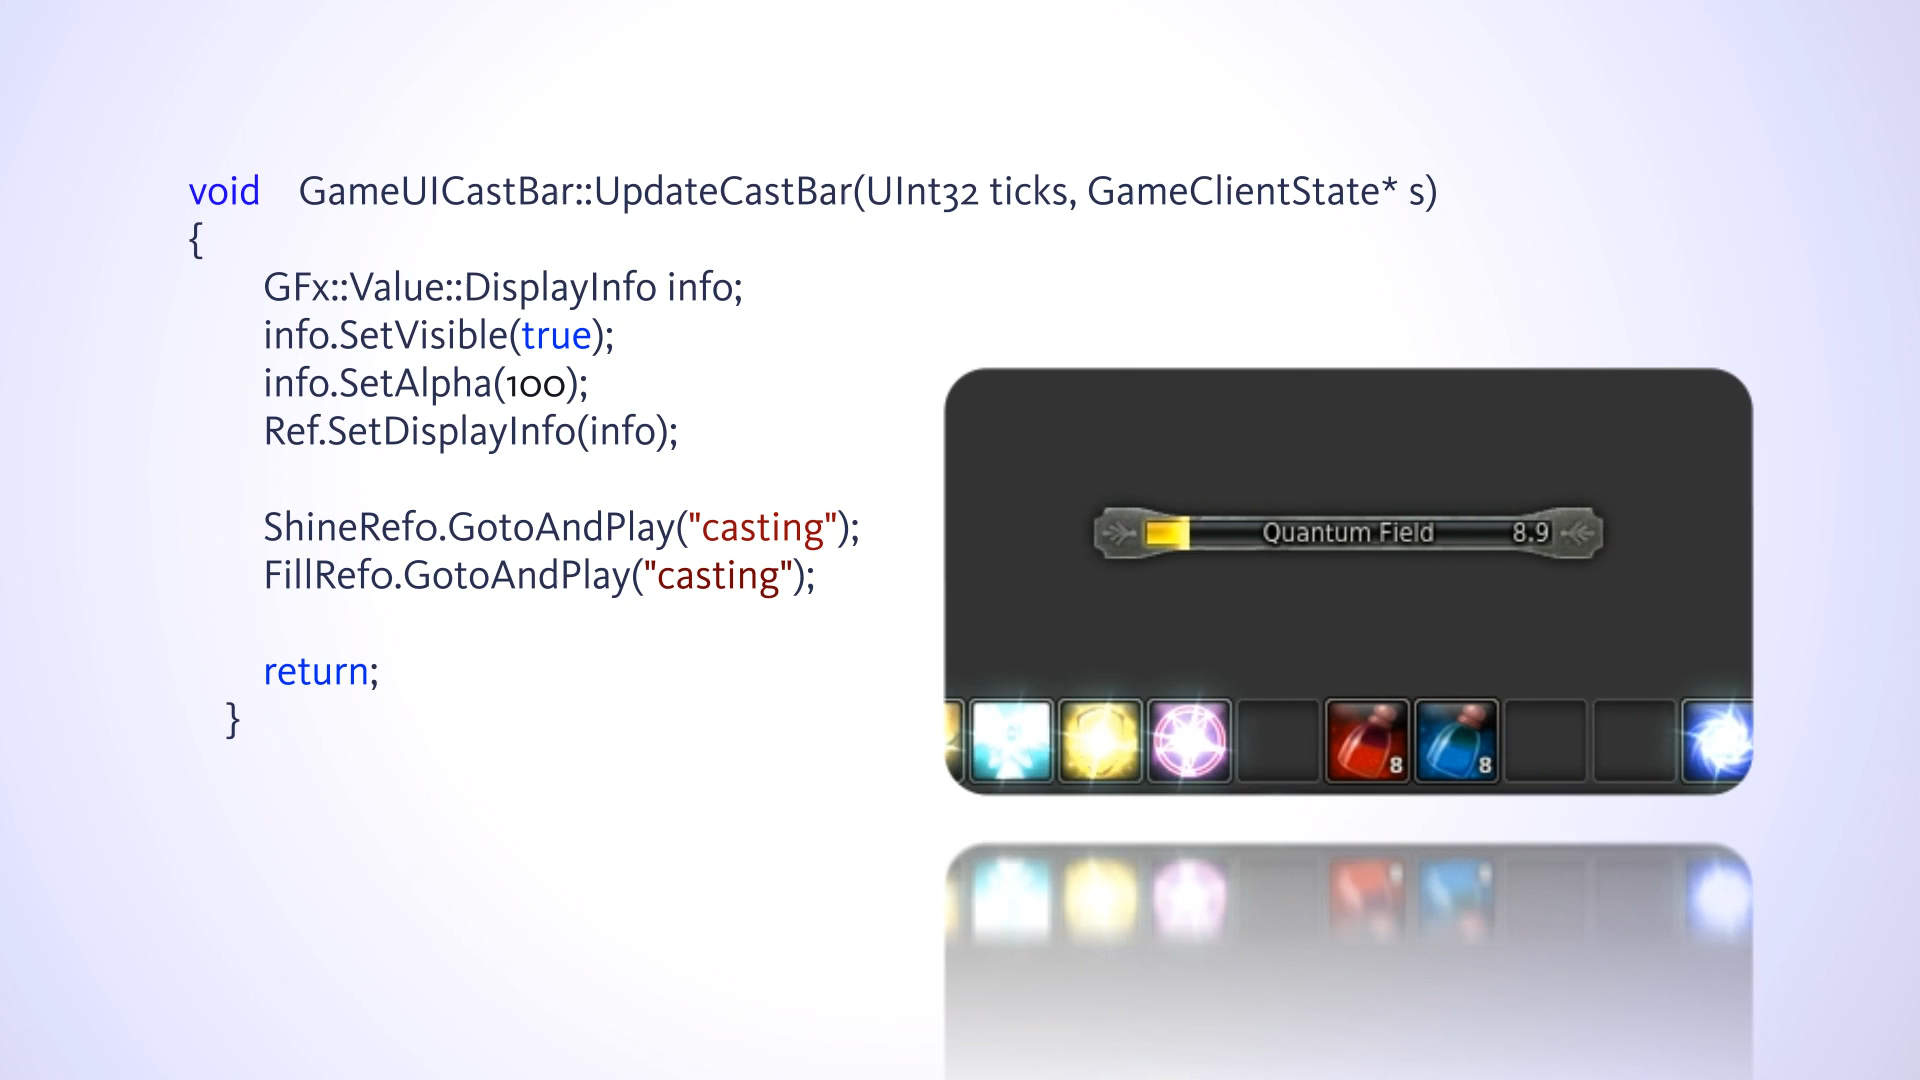 void GameUICastBar::UpdateCastBar(UInt32 ticks, GameClientState* s)
{
GFx::Value::DisplayInfo info;
info.SetVisible(true);
info.SetAlpha(100);
Ref.SetDisplayInfo(info);
ShineRefo.GotoAndPlay("casting");
FillRefo.GotoAndPlay("casting");
return;
}
Quantum Field 8.9
8 8